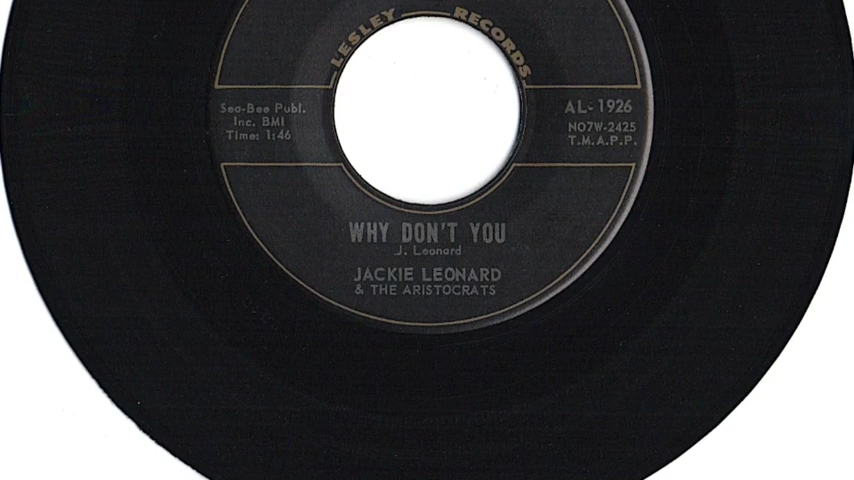 LESLEY RECORDS
Sea-Bee Publ.
Inc. BMI
Time: 1:46
AL-1926
NO7W-2425
T.M.A.P.P.
WHY DON'T YOU
J. Leonard
JACKIE LEONARD
& THE ARISTOCRATS